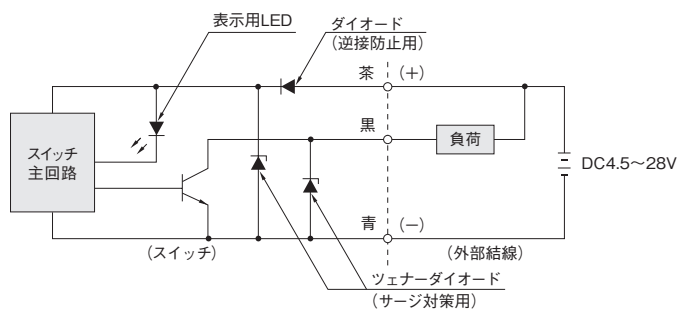 表示用LED
ダイオード
(逆接防止用)
茶 (+)
黒
負荷
スイッチ
主回路
DC4.5～28V
青 (−)
(スイッチ)
(外部結線)
ツェナーダイオード
(サージ対策用)